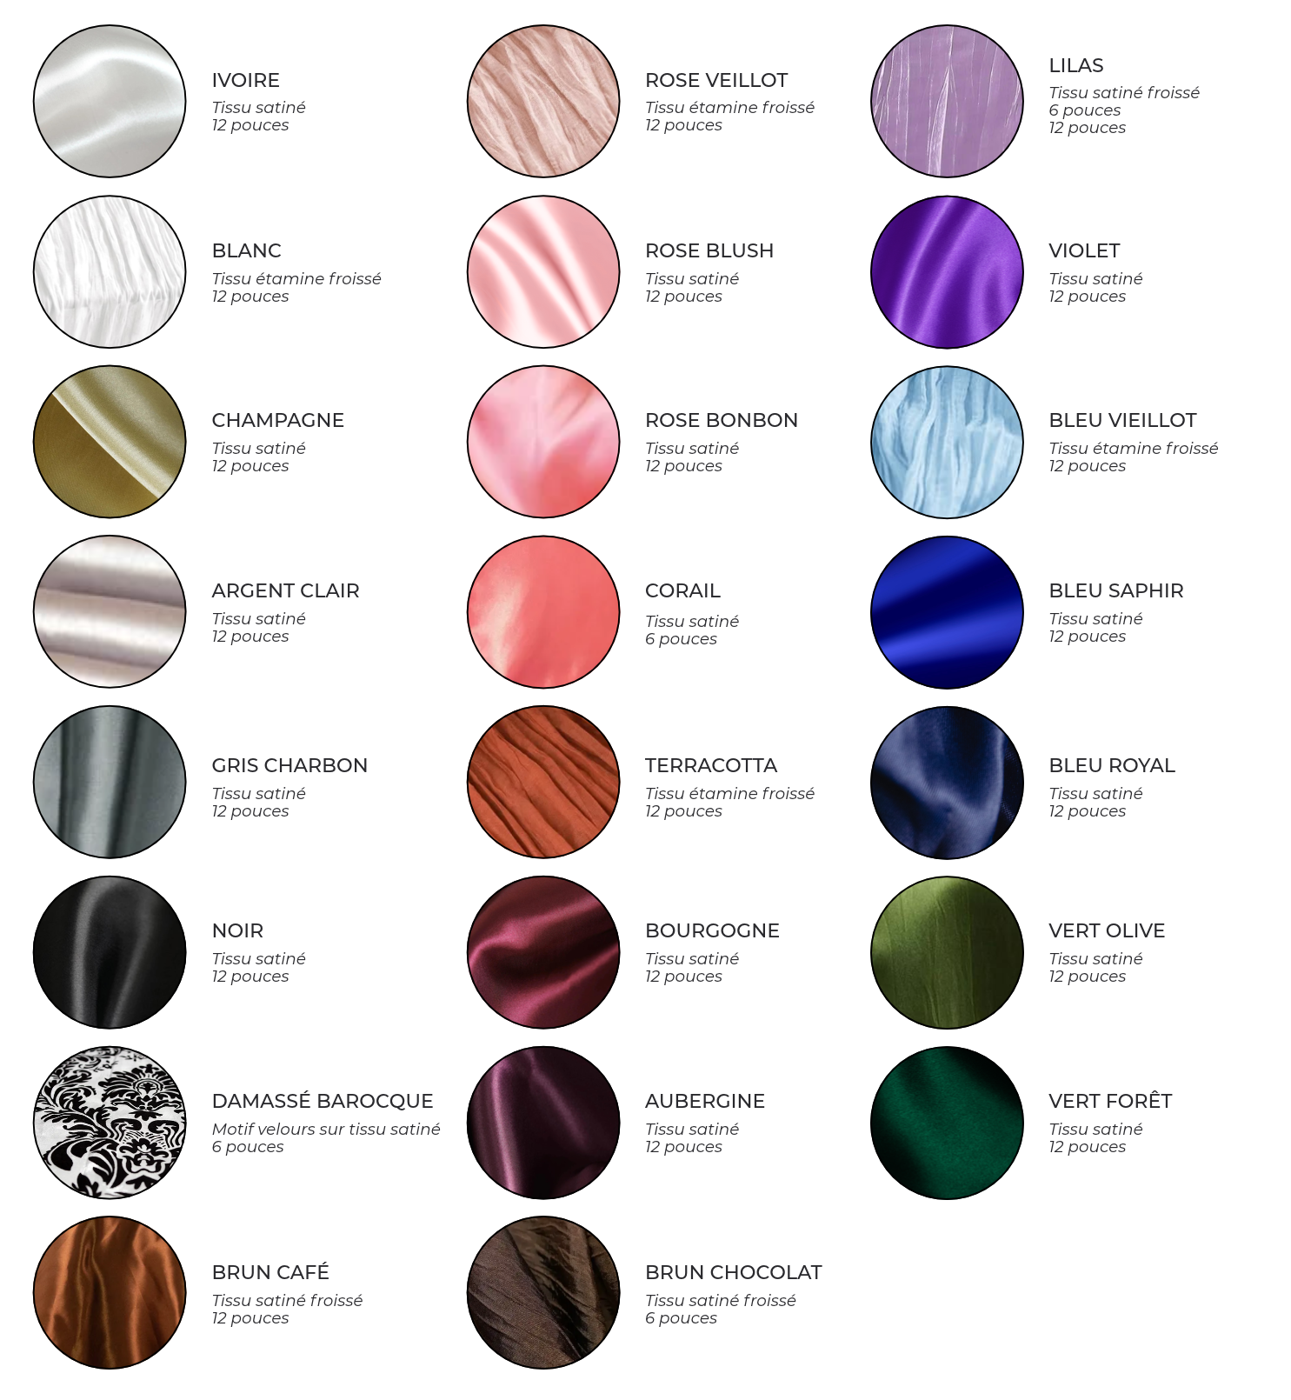 IVOIRE
Tissu satiné
12 pouces
BLANC
Tissu étamine froissé
12 pouces
CHAMPAGNE
Tissu satiné
12 pouces
ARGENT CLAIR
Tissu satiné
12 pouces
GRIS CHARBON
Tissu satiné
12 pouces
NOIR
Tissu satiné
12 pouces
DAMASSÉ BAROCQUE
Motif velours sur tissu satiné
6 pouces
BRUN CAFÉ
Tissu satiné froissé
12 pouces
ROSE VEILLOT
Tissu étamine froissé
12 pouces
ROSE BLUSH
Tissu satiné
12 pouces
ROSE BONBON
Tissu satiné
12 pouces
CORAIL
Tissu satiné
6 pouces
TERRACOTTA
Tissu étamine froissé
12 pouces
BOURGOGNE
Tissu satiné
12 pouces
AUBERGINE
Tissu satiné
12 pouces
BRUN CHOCOLAT
Tissu satiné froissé
6 pouces
LILAS
Tissu satiné froissé
6 pouces
12 pouces
VIOLET
Tissu satiné
12 pouces
BLEU VIEILLOT
Tissu étamine froissé
12 pouces
BLEU SAPHIR
Tissu satiné
12 pouces
BLEU ROYAL
Tissu satiné
12 pouces
VERT OLIVE
Tissu satiné
12 pouces
VERT FORÊT
Tissu satiné
12 pouces